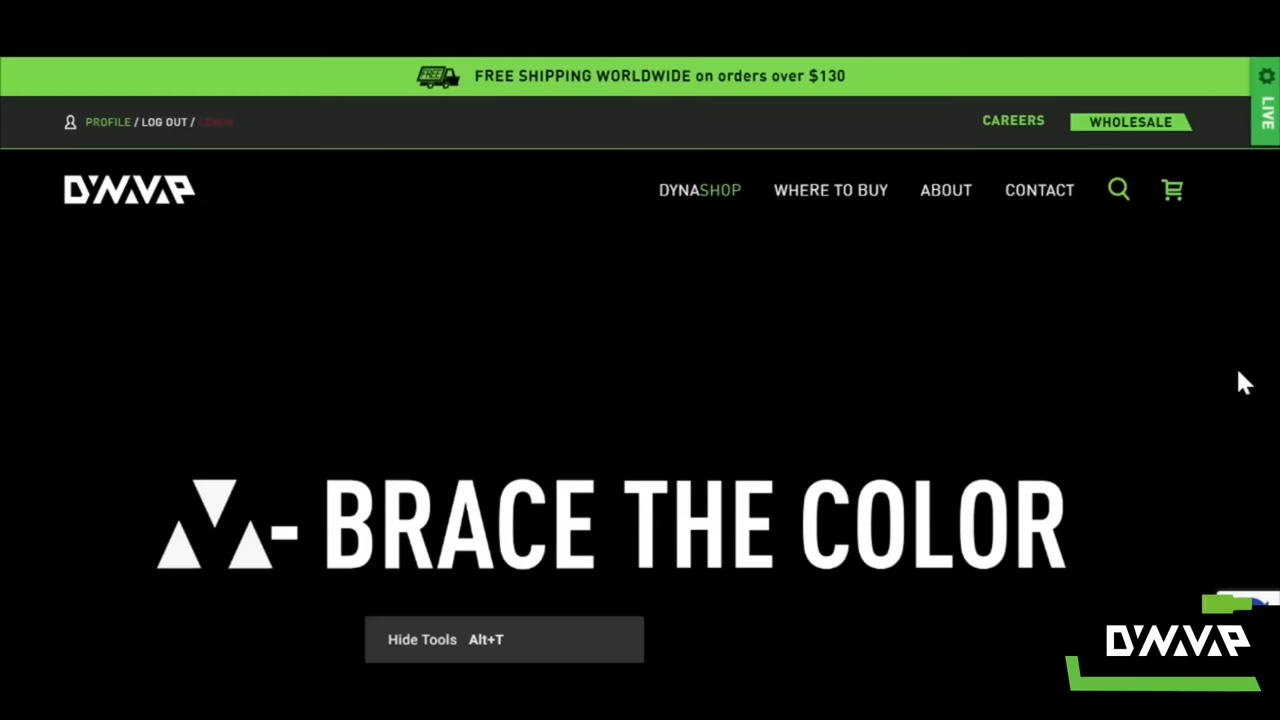 FREE
FREE SHIPPING WORLDWIDE on orders over $130
PROFILE / LOG OUT /
CAREERS
WHOLESALE
LIVE
DYNAVAP
DYNASHOP
WHERE TO BUY
ABOUT
CONTACT
- BRACE THE COLOR
Hide Tools Alt+T
DYNAVAP